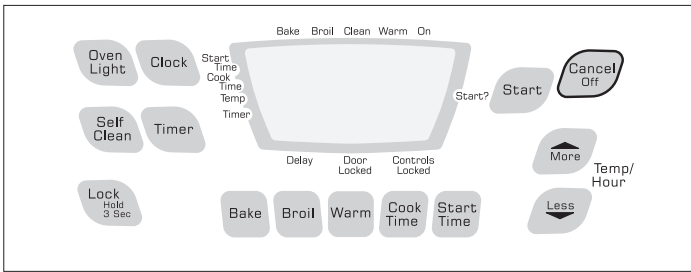 Bake Broil Clean Warm On
Oven
Light
Clock
Start
Time
Cook
Time
Temp
Timer
Start?
Start
Cancel
Off
Self
Clean
Timer
More
Temp/
Hour
Less
Delay
Door
Locked
Controls
Locked
Lock
Hold
3 Sec
Bake
Broil
Warm
Cook
Time
Start
Time